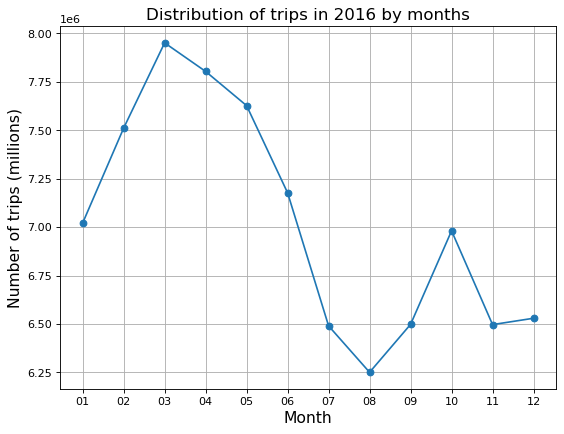 Distribution of trips in 2016 by months
1e6
8.00
7.75
7.50
7.25
7.00
6.75
6.50
6.25
Number of trips (millions)
01 02 03 04 05 06 07 08 09 10 11 12
Month